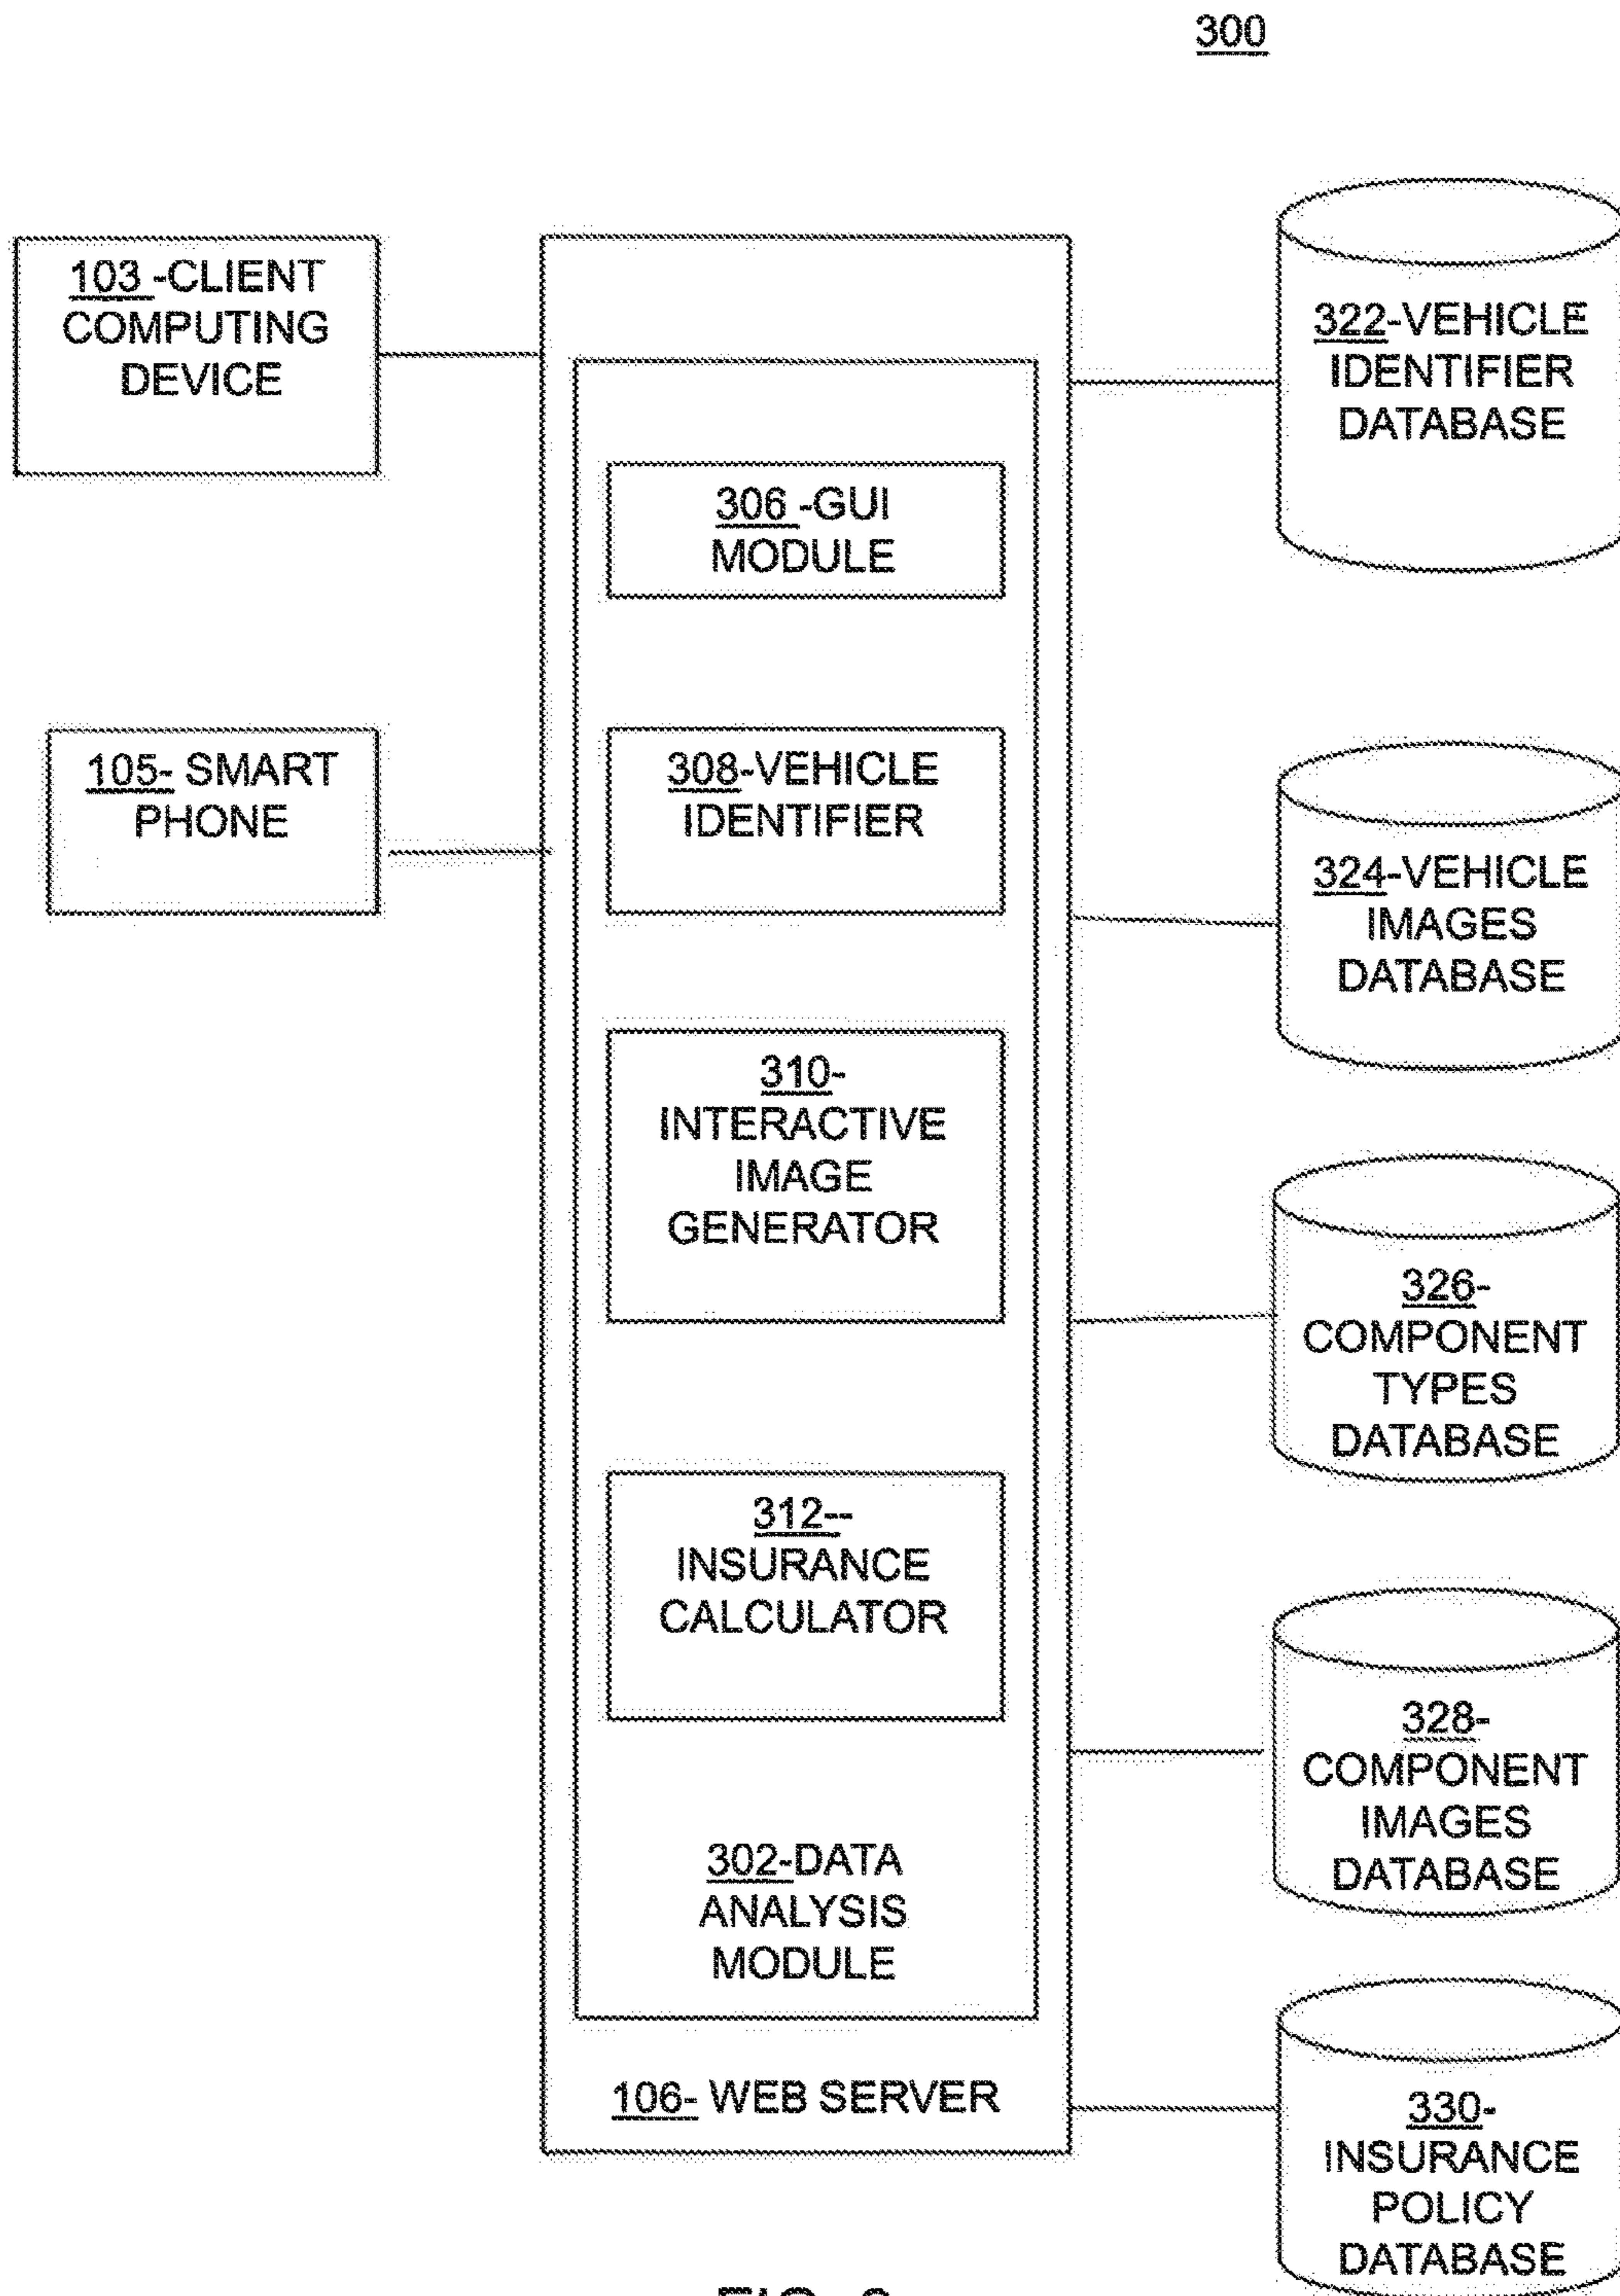 300
103 -CLIENT
COMPUTING
DEVICE
105- SMART
PHONE
306 -GUI
MODULE
308-VEHICLE
IDENTIFIER
310-
INTERACTIVE
IMAGE
GENERATOR
312--
INSURANCE
CALCULATOR
302-DATA
ANALYSIS
MODULE
106- WEB SERVER
322-VEHICLE
IDENTIFIER
DATABASE
324-VEHICLE
IMAGES
DATABASE
326-
COMPONENT
TYPES
DATABASE
328-
COMPONENT
IMAGES
DATABASE
330-
INSURANCE
POLICY
DATABASE